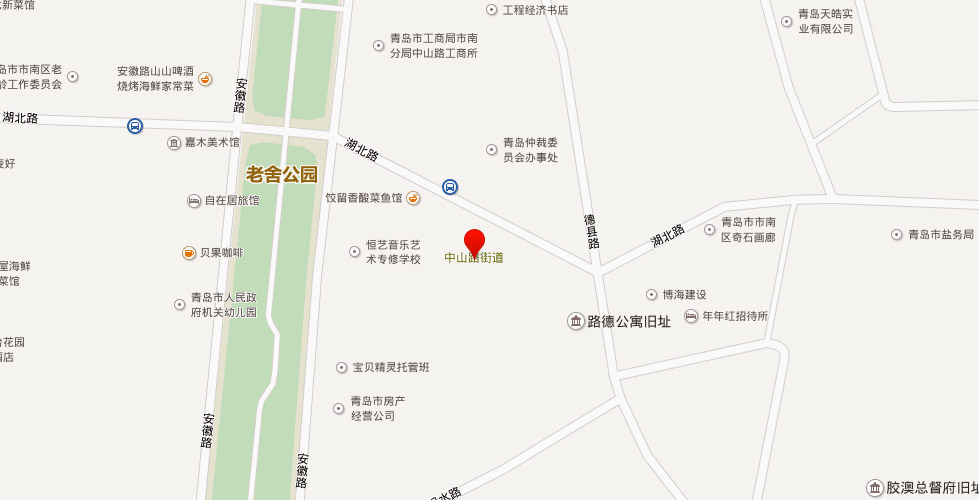 北新菜馆
工程经济书店
青岛天皓实
业有限公司
青岛市工商局市南
分局中山路工商所
岛市市南区老
龄工作委员会
安徽路山山啤酒
烧烤海鲜家常菜
安徽路
湖北路
嘉木美术馆
湖北路
青岛仲裁委
员会办事处
老舍公园
饺留香酸菜鱼馆
自在居旅馆
德县路
湖北路
青岛市市南
区奇石画廊
青岛市盐务局
贝果咖啡
恒艺音乐艺
术专修学校
中山路街道
屋海鲜
菜馆
青岛市人民政
府机关幼儿园
博海建设
路德公寓旧址
年年红招待所
花园
酒店
宝贝精灵托管班
青岛市房产
经营公司
安徽路
安徽路
水路
胶澳总督府旧址